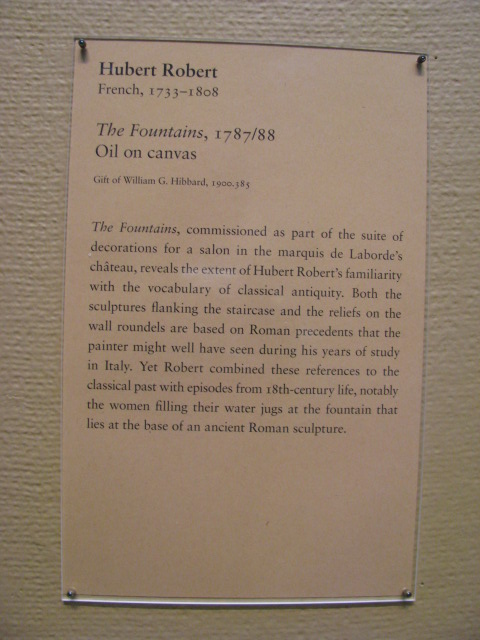 Hubert Robert
French, 1733–1808
The Fountains, 1787/88
Oil on canvas
Gift of William G. Hibbard, 1900.385
The Fountains, commissioned as part of the suite of
decorations for a salon in the marquis de Laborde's
château, reveals the extent of Hubert Robert's familiarity
with the vocabulary of classical antiquity. Both the
sculptures flanking the staircase and the reliefs on the
wall roundels are based on Roman precedents that the
painter might well have seen during his years of study
in Italy. Yet Robert combined these references to the
classical past with episodes from 18th-century life, notably
the women filling their water jugs at the fountain that
lies at the base of an ancient Roman sculpture.